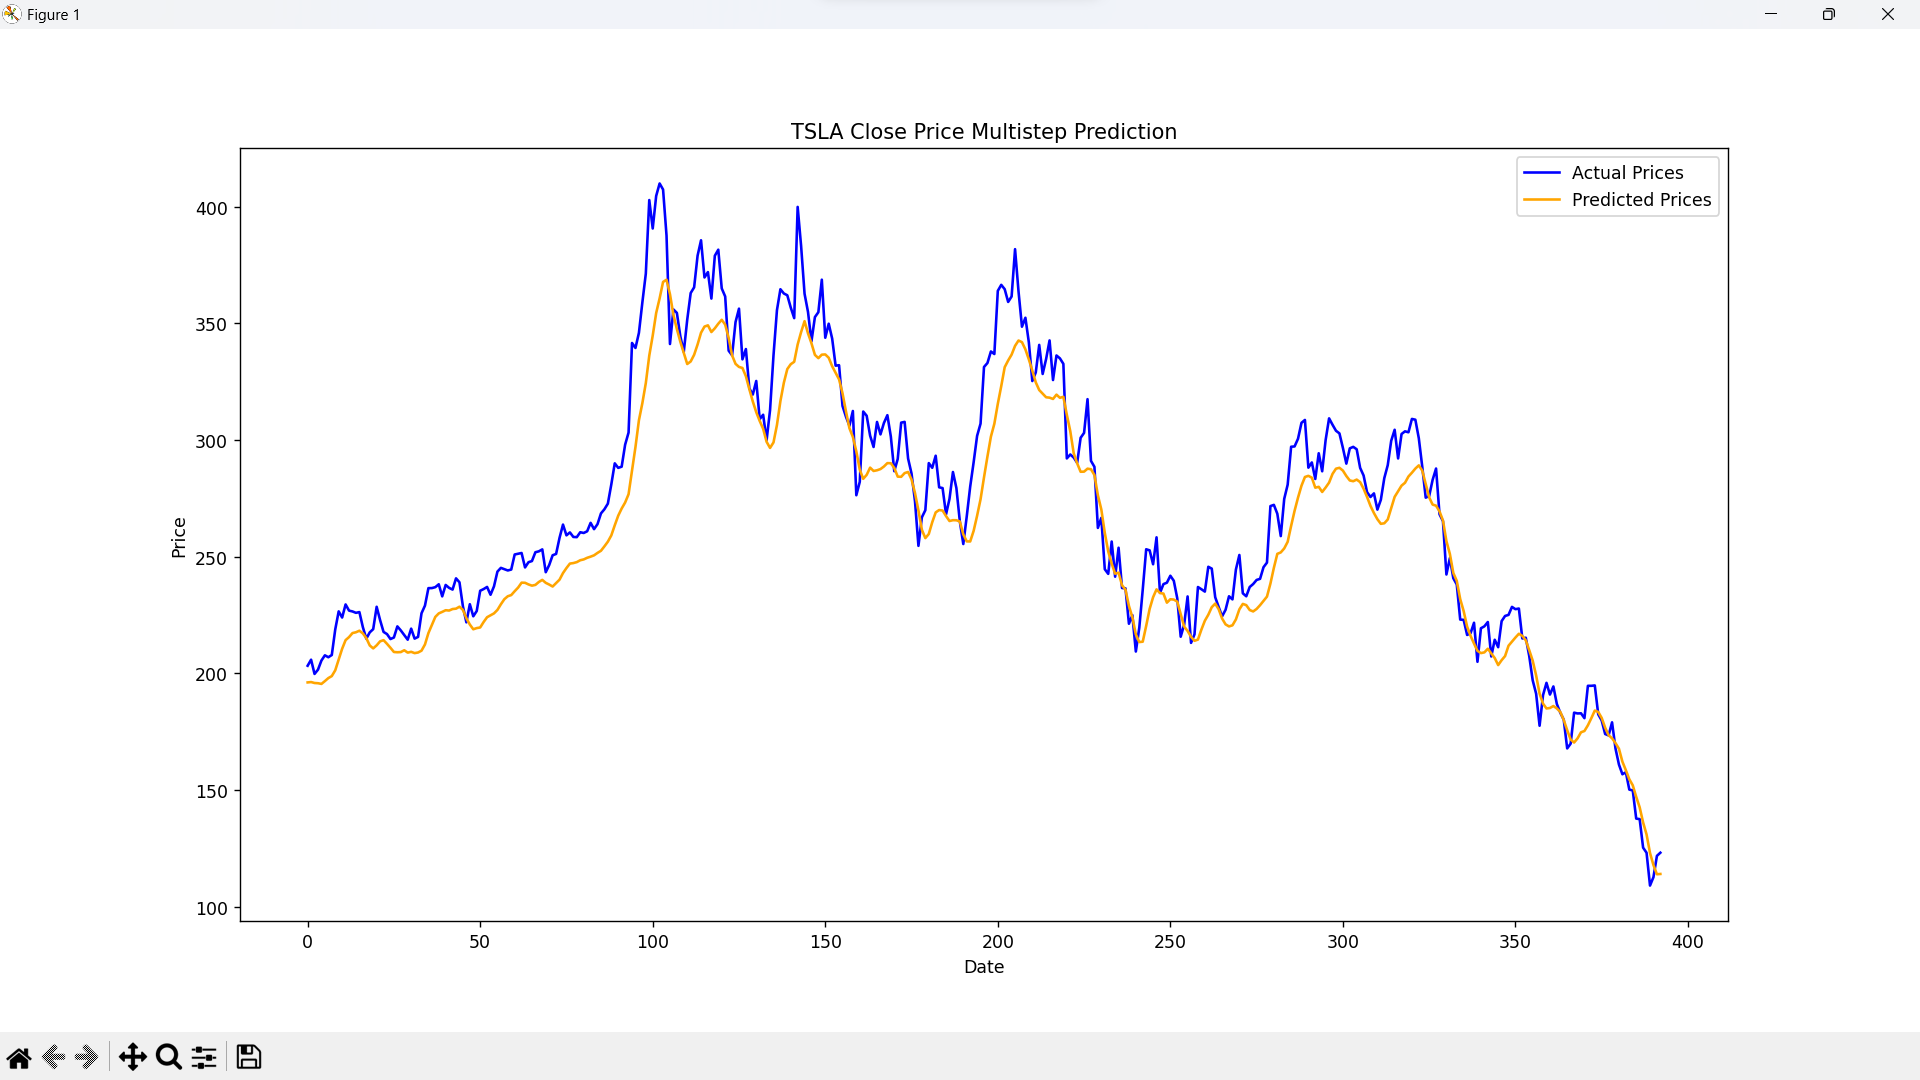 Figure 1
TSLA Close Price Multistep Prediction
Actual Prices
Predicted Prices
400
350
300
250
200
150
100
Price
0 50 100 150 200 250 300 350 400
Date